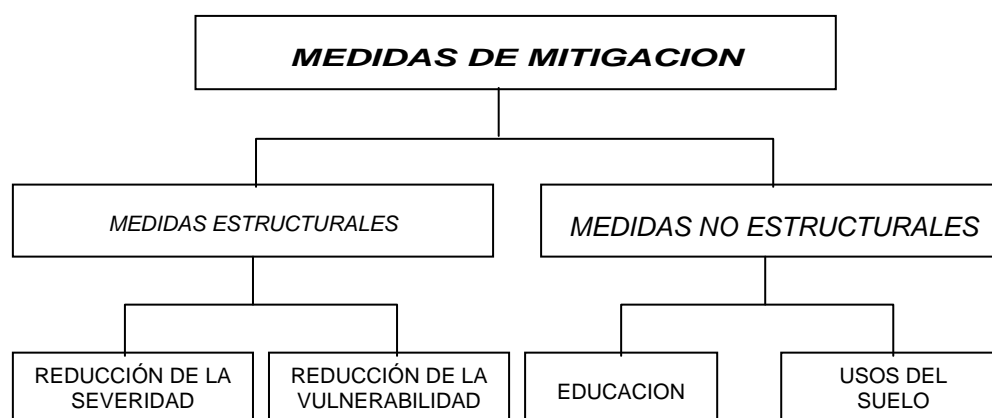 MEDIDAS DE MITIGACION
MEDIDAS ESTRUCTURALES
MEDIDAS NO ESTRUCTURALES
REDUCCIÓN DE LA
SEVERIDAD
REDUCCIÓN DE LA
VULNERABILIDAD
EDUCACION
USOS DEL
SUELO